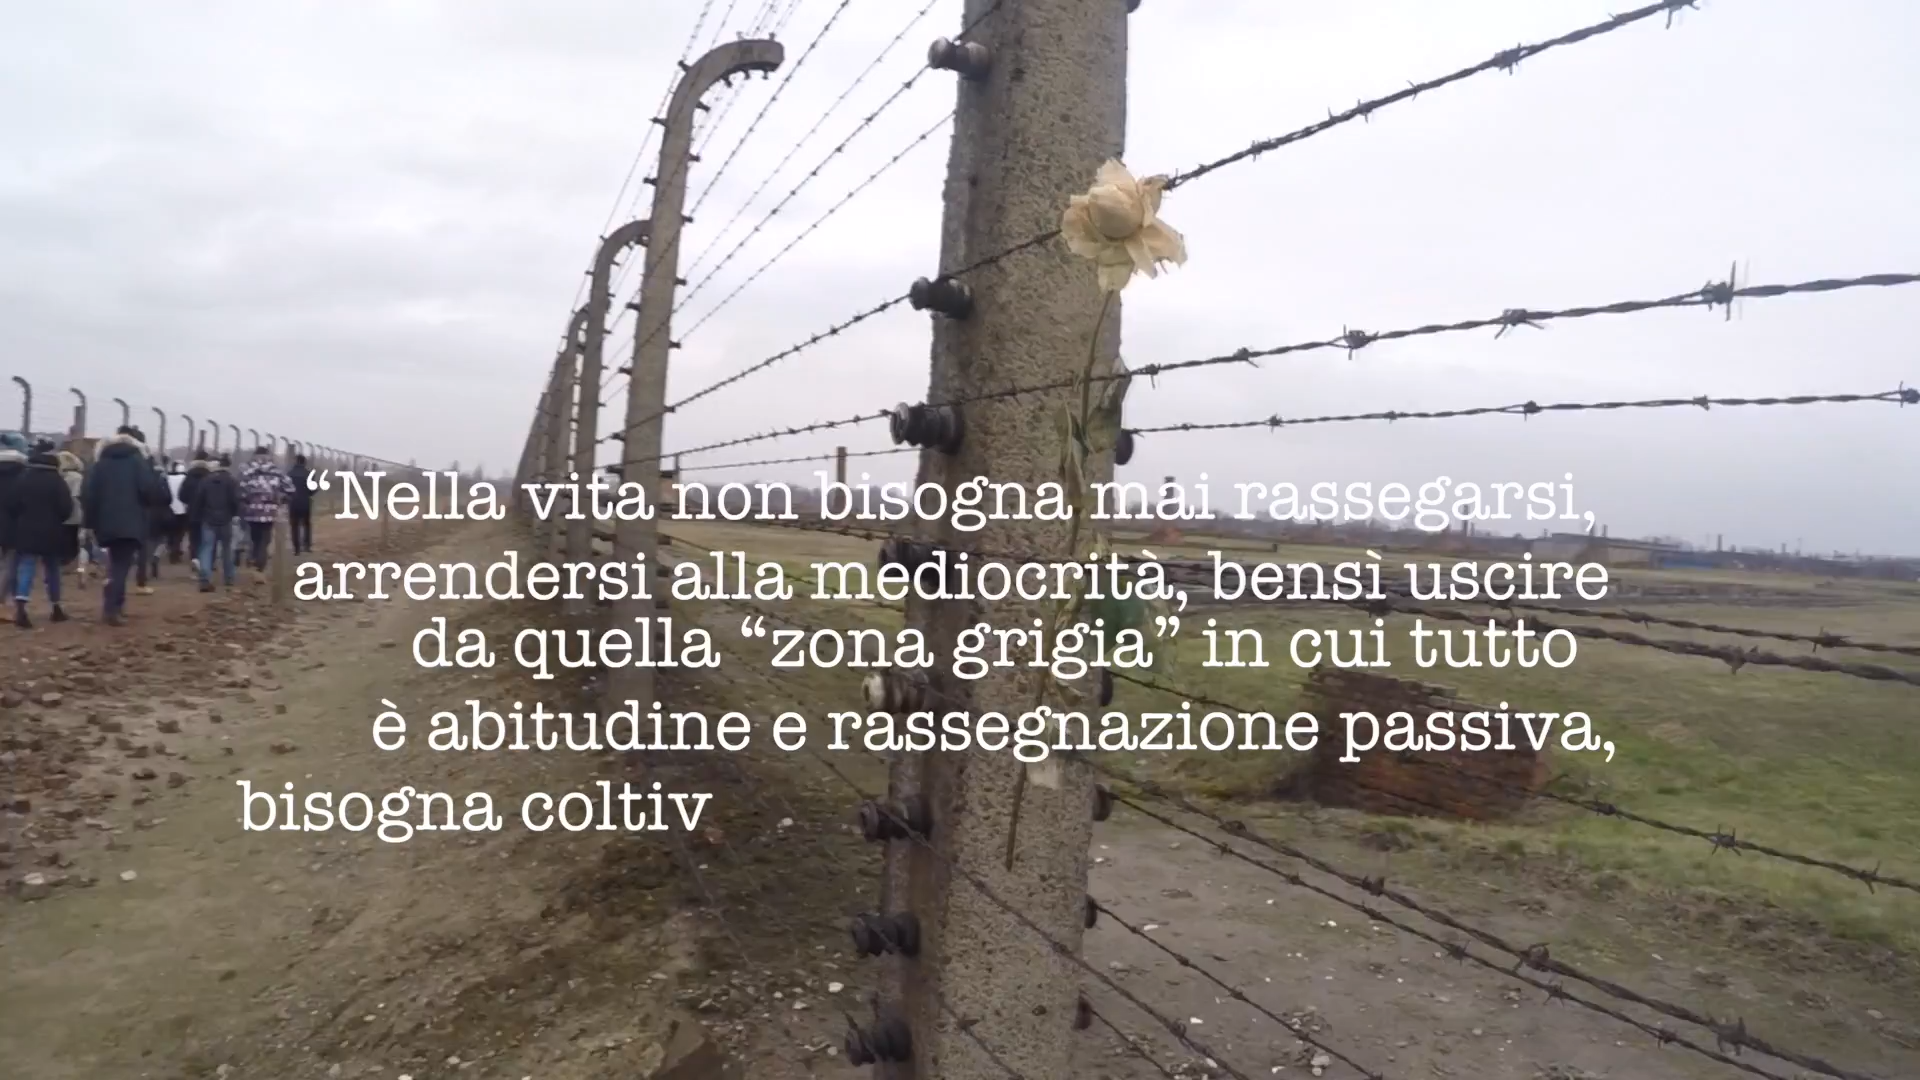 “Nella vita non bisogna mai rassegarsi,
arrendersi alla mediocrità, bensì uscire
da quella “zona grigia” in cui tutto
è abitudine e rassegnazione passiva,
bisogna coltiv